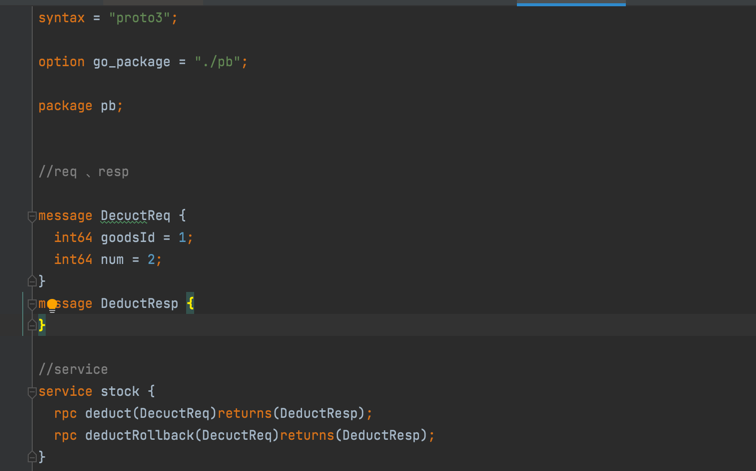 syntax = "proto3";
option go_package = "./pb";
package pb;
//req 、resp
message DecuctReq {
int64 goodsId = 1;
int64 num = 2;
}
message DeductResp {
}
//service
service stock {
rpc deduct(DecuctReq)returns(DeductResp);
rpc deductRollback(DecuctReq)returns(DeductResp);
}